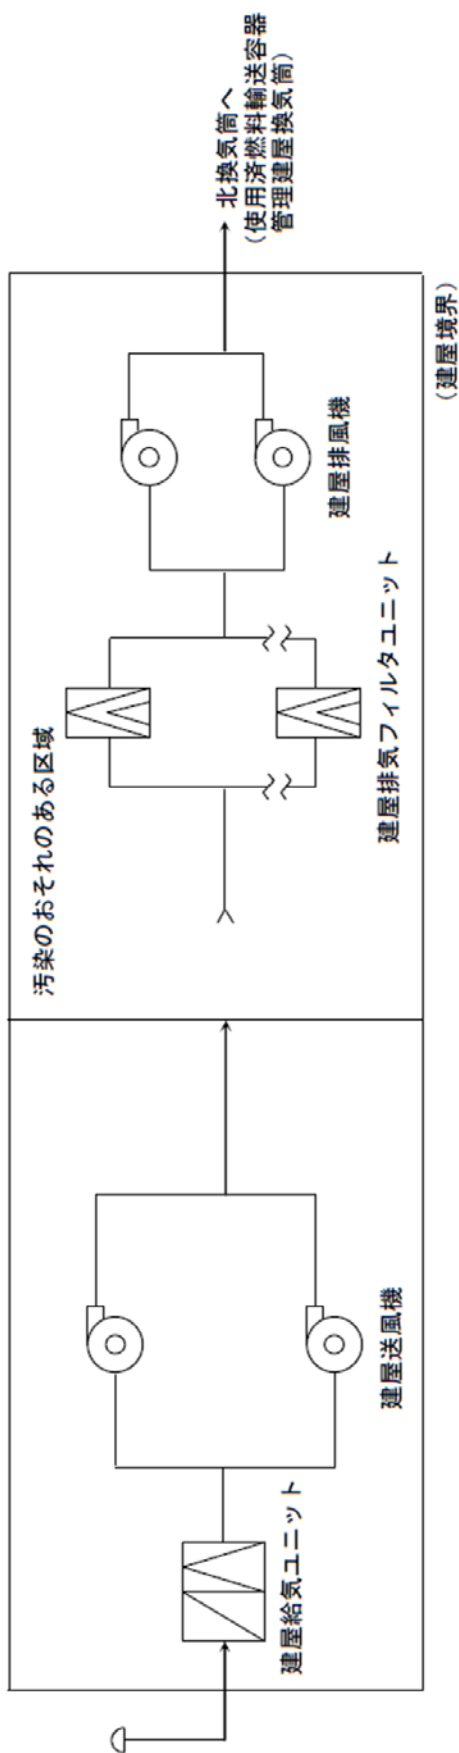 建屋給気ユニット
建屋送風機
汚染のおそれのある区域
建屋排気フィルタユニット
建屋排風機
北換気筒へ
（使用済燃料輸送容器
管理建屋換気筒）
（建屋境界）